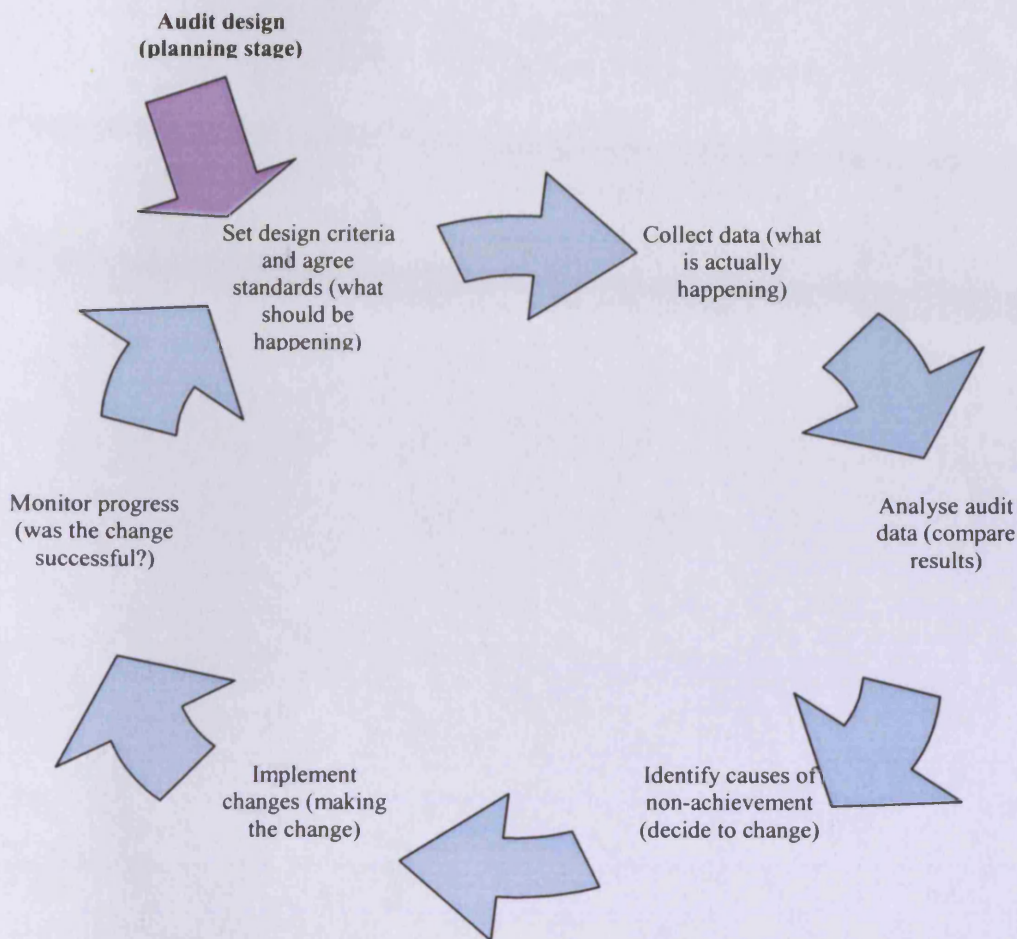 Audit design
(planning stage)
Set design criteria
and agree
standards (what
should be
happening)
Collect data (what
is actually
happening)
Analyse audit
data (compare
results)
Identify causes of
non-achievement
(decide to change)
Implement
changes (making
the change)
Monitor progress
(was the change
successful?)